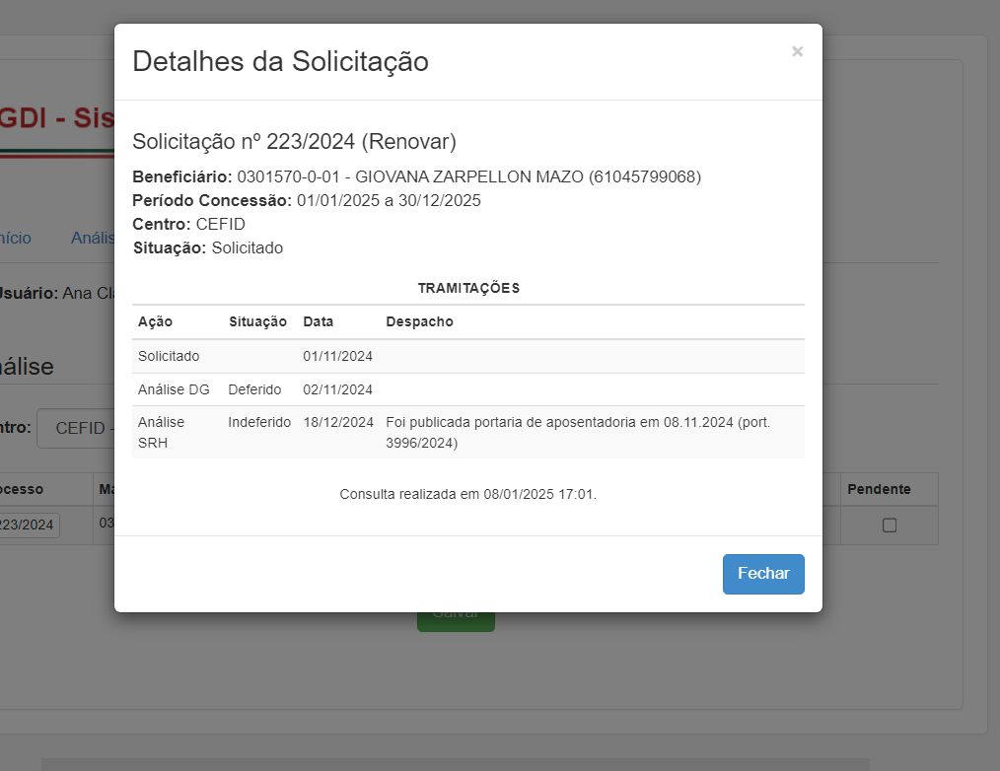 Detalhes da Solicitação
×
GDI - Sis
Solicitação nº 223/2024 (Renovar)
Beneficiário: 0301570-0-01 - GIOVANA ZARPELLON MAZO (61045799068)
Período Concessão: 01/01/2025 a 30/12/2025
Centro: CEFID
Situação: Solicitado
nício
Anális
Usuário: Ana Cla
TRAMITAÇÕES
Ação Situação Data Despacho
Solicitado 01/11/2024
Análise DG Deferido 02/11/2024
Análise SRH Indeferido 18/12/2024 Foi publicada portaria de aposentadoria em 08.11.2024 (port.
3996/2024)
nálise
ntro: CEFID -
ocesso Ma Pendente
223/2024 03
Consulta realizada em 08/01/2025 17:01.
Fechar
Salvar